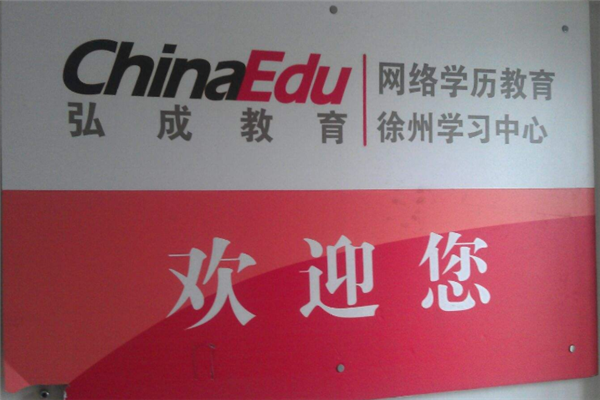 ChinaEdu
弘成教育
网络学历教育
徐州学习中心
欢迎您